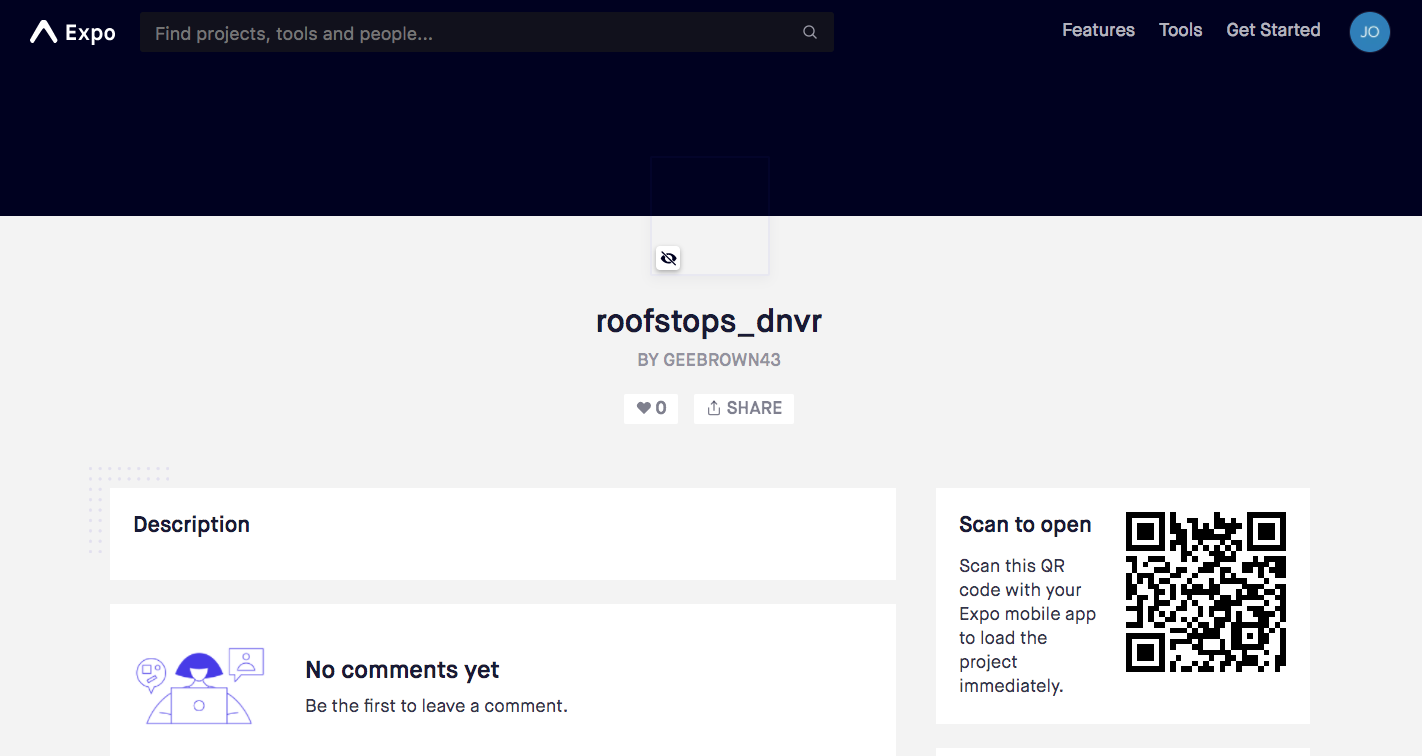 Expo
Find projects, tools and people...
Features
Tools
Get Started
JO
roofstops_dnvr
BY GEEBROWN43
0
SHARE
Description
Scan to open
Scan this QR
code with your
Expo mobile app
to load the
project
immediately.
No comments yet
Be the first to leave a comment.